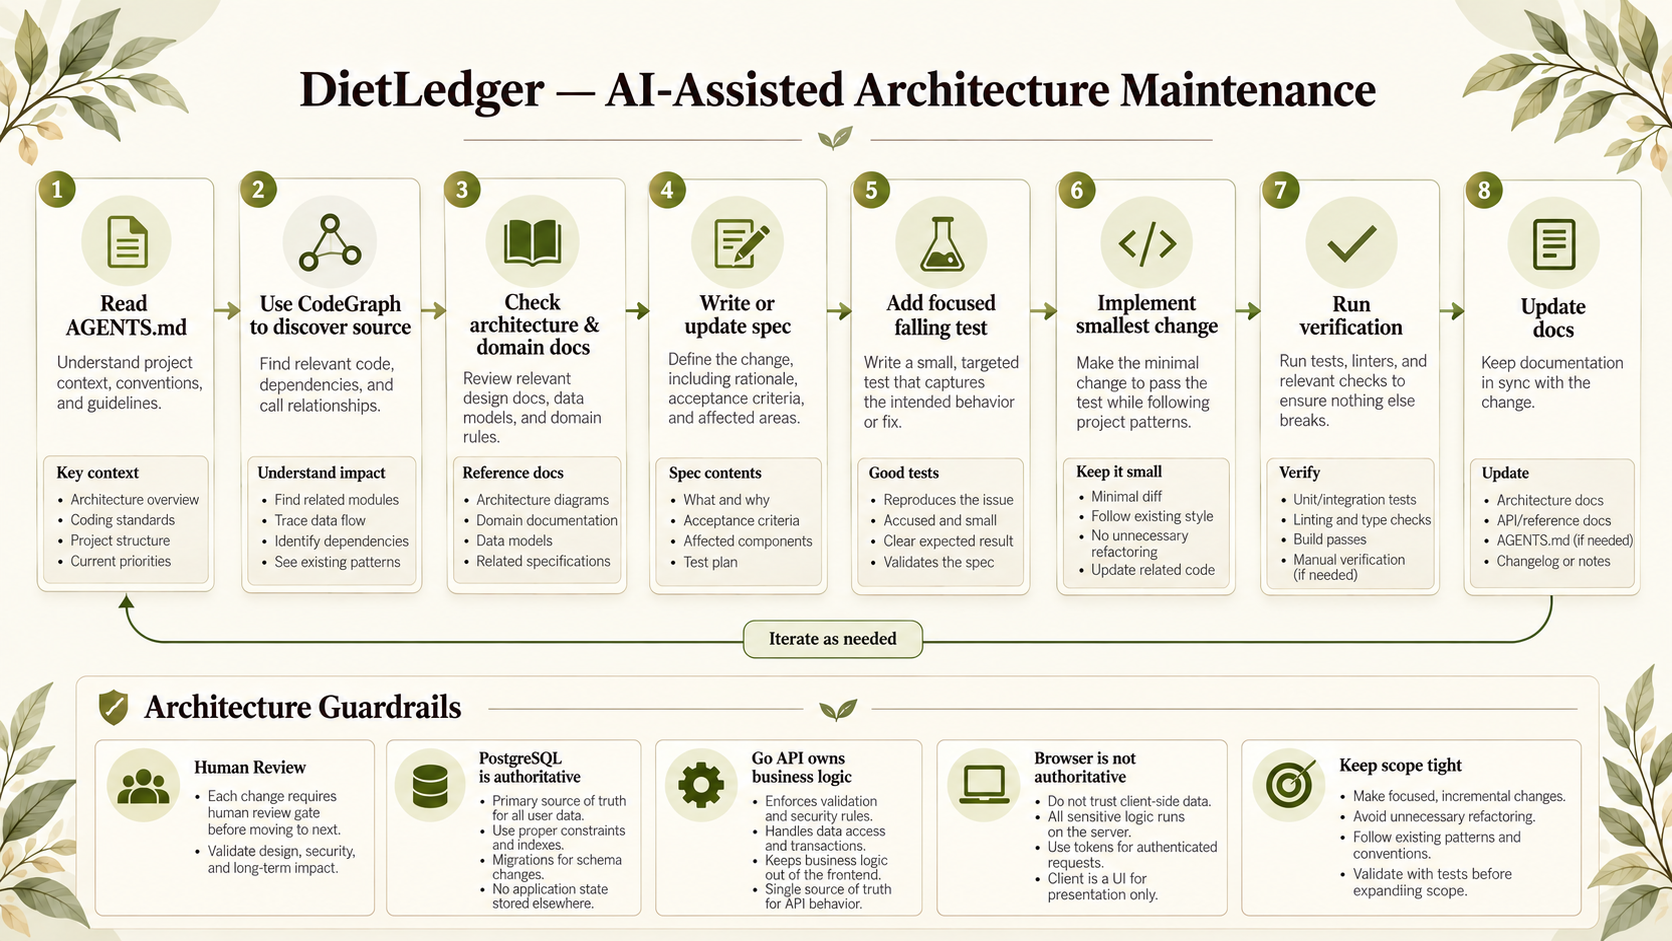 DietLedger — AI-Assisted Architecture Maintenance
1
Read
AGENTS.md
Understand project
context, conventions,
and guidelines.
Key context
• Architecture overview
• Coding standards
• Project structure
• Current priorities
2
Use CodeGraph
to discover source
Find relevant code,
dependencies, and
call relationships.
Understand impact
• Find related modules
• Trace data flow
• Identify dependencies
• See existing patterns
3
Check
architecture &
domain docs
Review relevant
design docs, data
models, and domain
rules.
Reference docs
• Architecture diagrams
• Domain documentation
• Data models
• Related specifications
4
Write or
update spec
Define the change,
including rationale,
acceptance criteria,
and affected areas.
Spec contents
• What and why
• Acceptance criteria
• Affected components
• Test plan
5
Add focused
falling test
Write a small, targeted
test that captures
the intended behavior
or fix.
Good tests
• Reproduces the issue
• Accused and small
• Clear expected result
• Validates the spec
6
Implement
smallest change
Make the minimal
change to pass the
test while following
project patterns.
Keep it small
• Minimal diff
• Follow existing style
• No unnecessary
refactoring
• Update related code
7
Run
verification
Run tests, linters, and
relevant checks to
ensure nothing else
breaks.
Verify
• Unit/integration tests
• Linting and type checks
• Build passes
• Manual verification
(if needed)
8
Update
docs
Keep documentation
in sync with the
change.
Update
• Architecture docs
• API/reference docs
• AGENTS.md (if needed)
• Changelog or notes
Iterate as needed
Architecture Guardrails
Human Review
• Each change requires
human review gate
before moving to next.
• Validate design, security,
and long-term impact.
PostgreSQL
is authoritative
• Primary source of truth
for all user data.
• Use proper constraints
and indexes.
• Migrations for schema
changes.
• No application state
stored elsewhere.
Go API owns
business logic
• Enforces validation
and security rules.
• Handles data access
and transactions.
• Keeps business logic
out of the frontend.
• Single source of truth
for API behavior.
Browser is not
authoritative
• Do not trust client-side data.
• All sensitive logic runs
on the server.
• Use tokens for authenticated
requests.
• Client is a UI for
presentation only.
Keep scope tight
• Make focused, incremental changes.
• Avoid unnecessary refactoring.
• Follow existing patterns and
conventions.
• Validate with tests before
expanding scope.